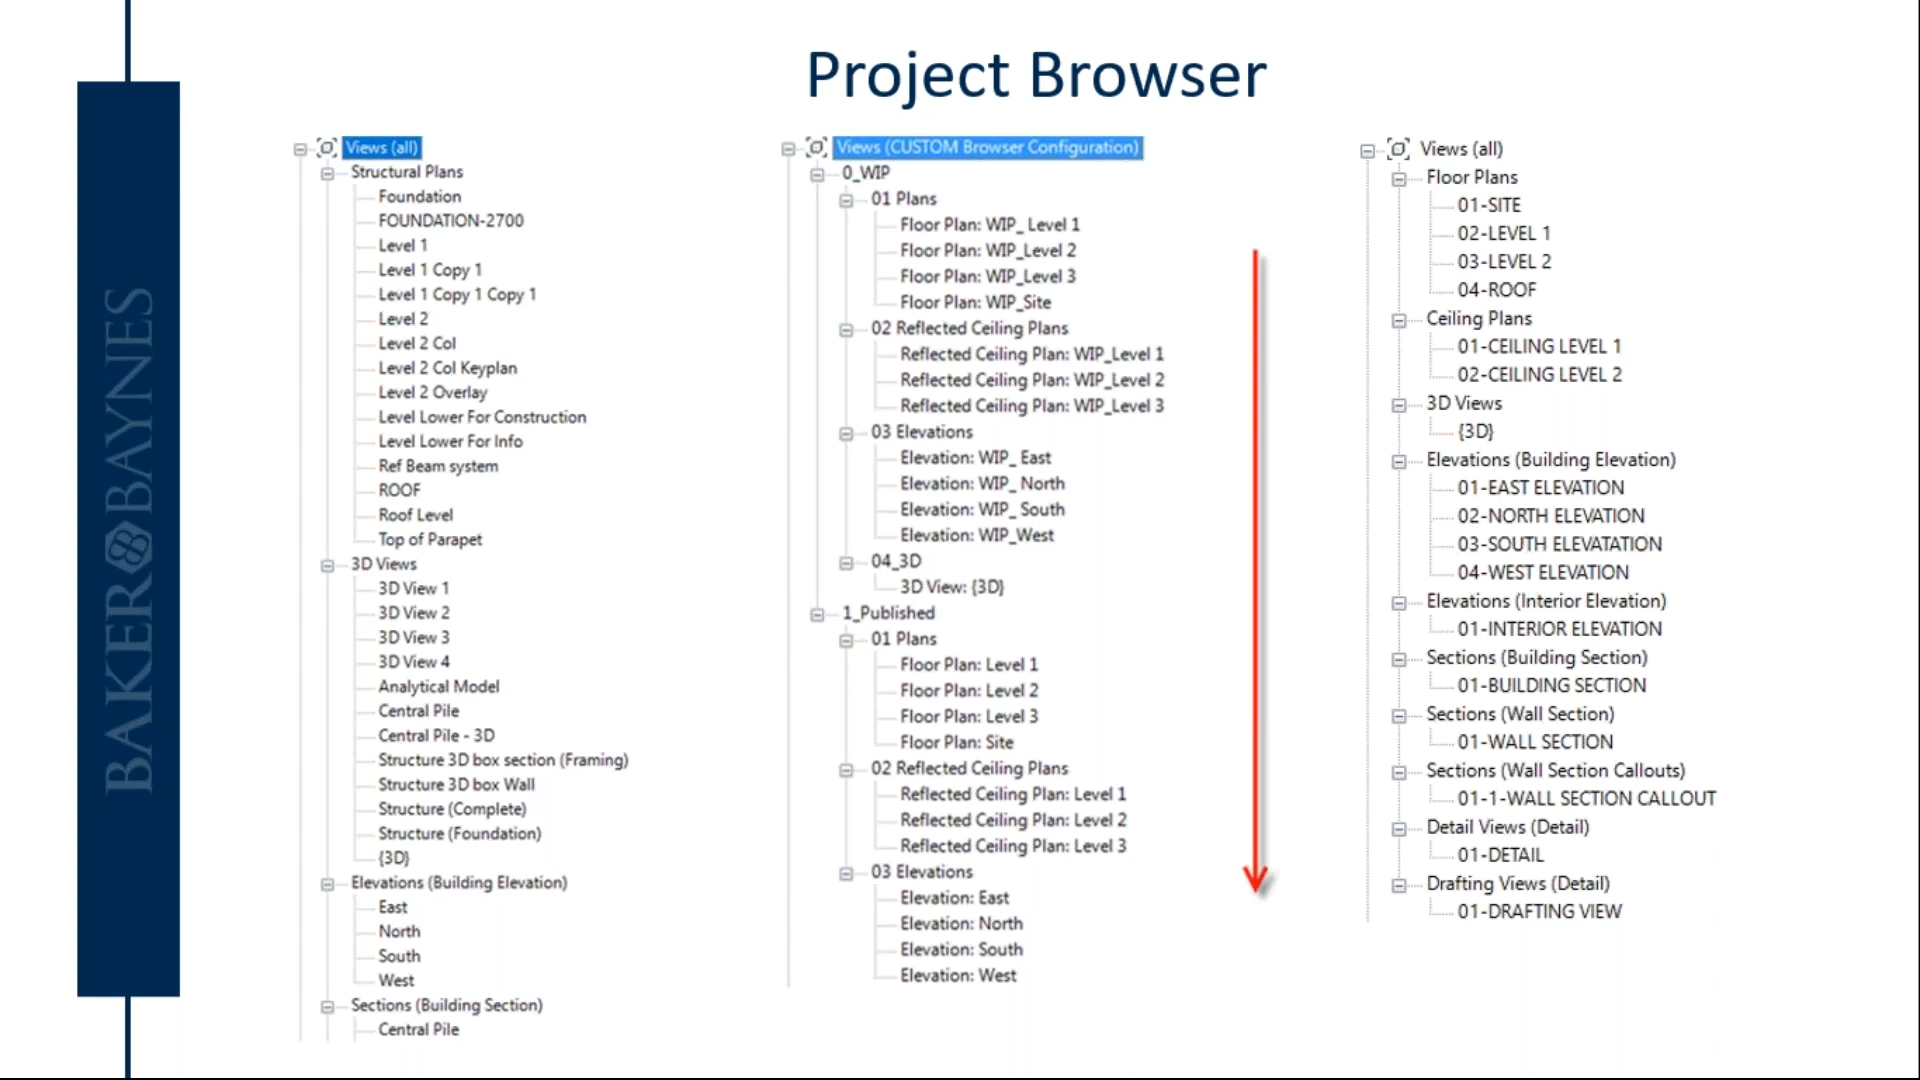 Project Browser
BAKER BAYNES
Views (all)
Structural Plans
Foundation
FOUNDATION-2700
Level 1
Level 1 Copy 1
Level 1 Copy 1 Copy 1
Level 2
Level 2 Col
Level 2 Col Keyplan
Level 2 Overlay
Level Lower For Construction
Level Lower For Info
Ref Beam system
ROOF
Roof Level
Top of Parapet
3D Views
3D View 1
3D View 2
3D View 3
3D View 4
Analytical Model
Central Pile
Central Pile - 3D
Structure 3D box section (Framing)
Structure 3D box Wall
Structure (Complete)
Structure (Foundation)
{3D}
Elevations (Building Elevation)
East
North
South
West
Sections (Building Section)
Central Pile
Views (CUSTOM Browser Configuration)
0_WIP
01 Plans
Floor Plan: WIP_ Level 1
Floor Plan: WIP_Level 2
Floor Plan: WIP_Level 3
Floor Plan: WIP_Site
02 Reflected Ceiling Plans
Reflected Ceiling Plan: WIP_Level 1
Reflected Ceiling Plan: WIP_Level 2
Reflected Ceiling Plan: WIP_Level 3
03 Elevations
Elevation: WIP_ East
Elevation: WIP_ North
Elevation: WIP_ South
Elevation: WIP_West
04_3D
3D View: {3D}
1_Published
01 Plans
Floor Plan: Level 1
Floor Plan: Level 2
Floor Plan: Level 3
Floor Plan: Site
02 Reflected Ceiling Plans
Reflected Ceiling Plan: Level 1
Reflected Ceiling Plan: Level 2
Reflected Ceiling Plan: Level 3
03 Elevations
Elevation: East
Elevation: North
Elevation: South
Elevation: West
Views (all)
Floor Plans
01-SITE
02-LEVEL 1
03-LEVEL 2
04-ROOF
Ceiling Plans
01-CEILING LEVEL 1
02-CEILING LEVEL 2
3D Views
{3D}
Elevations (Building Elevation)
01-EAST ELEVATION
02-NORTH ELEVATION
03-SOUTH ELEVATATION
04-WEST ELEVATION
Elevations (Interior Elevation)
01-INTERIOR ELEVATION
Sections (Building Section)
01-BUILDING SECTION
Sections (Wall Section)
01-WALL SECTION
Sections (Wall Section Callouts)
01-1-WALL SECTION CALLOUT
Detail Views (Detail)
01-DETAIL
Drafting Views (Detail)
01-DRAFTING VIEW